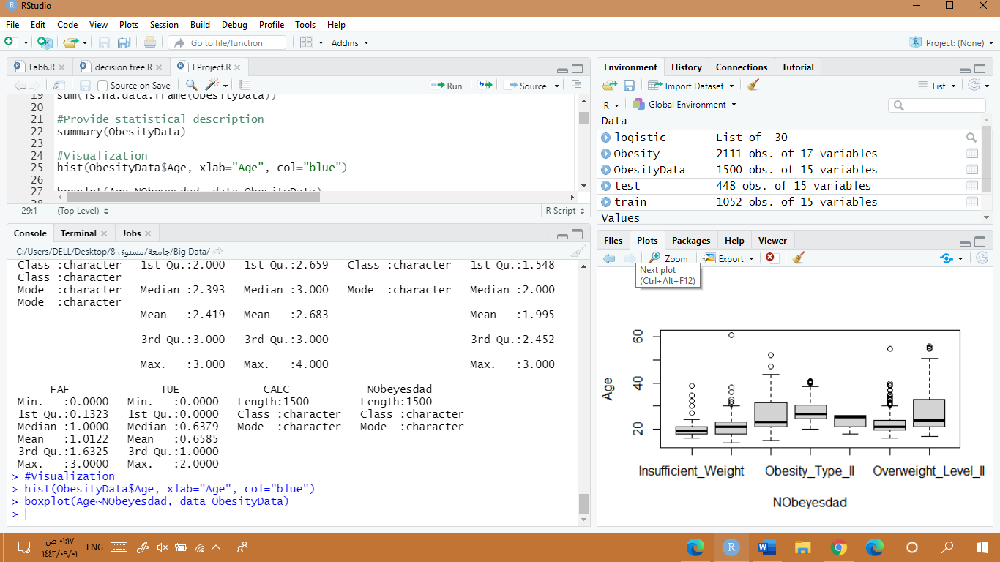 RStudio
File Edit Code View Plots Session Build Debug Profile Tools Help
Go to file/function Addins Project: (None)
Lab6.R decision tree.R FProject.R
Source on Save Run Source
19 sum(is.na.data.frame(ObesityData))
20
21 #Provide statistical description
22 summary(ObesityData)
23
24 #Visualization
25 hist(ObesityData$Age, xlab="Age", col="blue")
26
27 boxplot(Age~NObeyesdad, data=ObesityData)
28
29:1 (Top Level) R Script
Console Terminal Jobs
C:/Users/DELL/Desktop/8 جامعة/مستوى/Big Data/
Class :character 1st Qu.:2.000 1st Qu.:2.659 Class :character 1st Qu.:1.548
Class :character
Mode :character Median :2.393 Median :3.000 Mode :character Median :2.000
Mode :character
Mean :2.419 Mean :2.683 Mean :1.995
3rd Qu.:3.000 3rd Qu.:3.000 3rd Qu.:2.452
Max. :3.000 Max. :4.000 Max. :3.000
FAF TUE CALC NObeyesdad
Min. :0.0000 Min. :0.0000 Length:1500 Length:1500
1st Qu.:0.1323 1st Qu.:0.0000 Class :character Class :character
Median :1.0000 Median :0.6379 Mode :character Mode :character
Mean :1.0122 Mean :0.6585
3rd Qu.:1.6325 3rd Qu.:1.0000
Max. :3.0000 Max. :2.0000
> #Visualization
> hist(ObesityData$Age, xlab="Age", col="blue")
> boxplot(Age~NObeyesdad, data=ObesityData)
>
Environment History Connections Tutorial
Import Dataset List
R Global Environment
Data
logistic List of 30
Obesity 2111 obs. of 17 variables
ObesityData 1500 obs. of 15 variables
test 448 obs. of 15 variables
train 1052 obs. of 15 variables
Values
Files Plots Packages Help Viewer
Zoom Export
Next plot
(Ctrl+Alt+F12)
60
40
20
Age
Insufficient_Weight Obesity_Type_II Overweight_Level_II
NObeyesdad
٠١:١٧ ص
١٤٤٢/٠٩/٠١
ENG